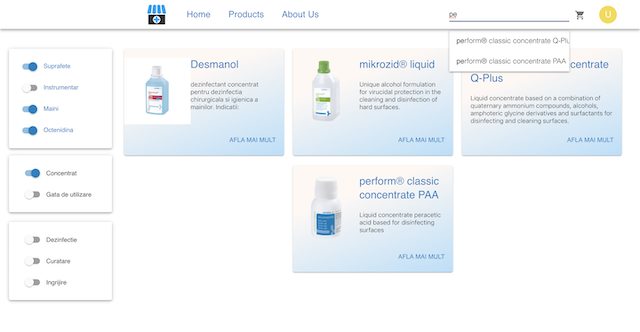 Home Products About Us pe U
perform® classic concentrate Q-Plu
perform® classic concentrate PAA
Suprafete
Instrumentar
Maini
Octenidina
Concentrat
Gata de utilizare
Dezinfectie
Curatare
Ingrijire
Desmanol
dezinfectant concentrat
pentru dezinfectia
chirurgicala si igienica a
mainilor. Indicatii:
AFLA MAI MULT
mikrozid® liquid
Unique alcohol formulation
for virucidal protection in the
cleaning and disinfection of
hard surfaces.
AFLA MAI MULT
centrate
Q-Plus
Liquid concentrate based on a combination of
quaternary ammonium compounds, alcohols,
amphoteric glycine derivatives and surfactants for
disinfecting and cleaning surfaces.
AFLA MAI MULT
perform® classic
concentrate PAA
Liquid concentrate peracetic
acid based for disinfecting
surfaces
AFLA MAI MULT